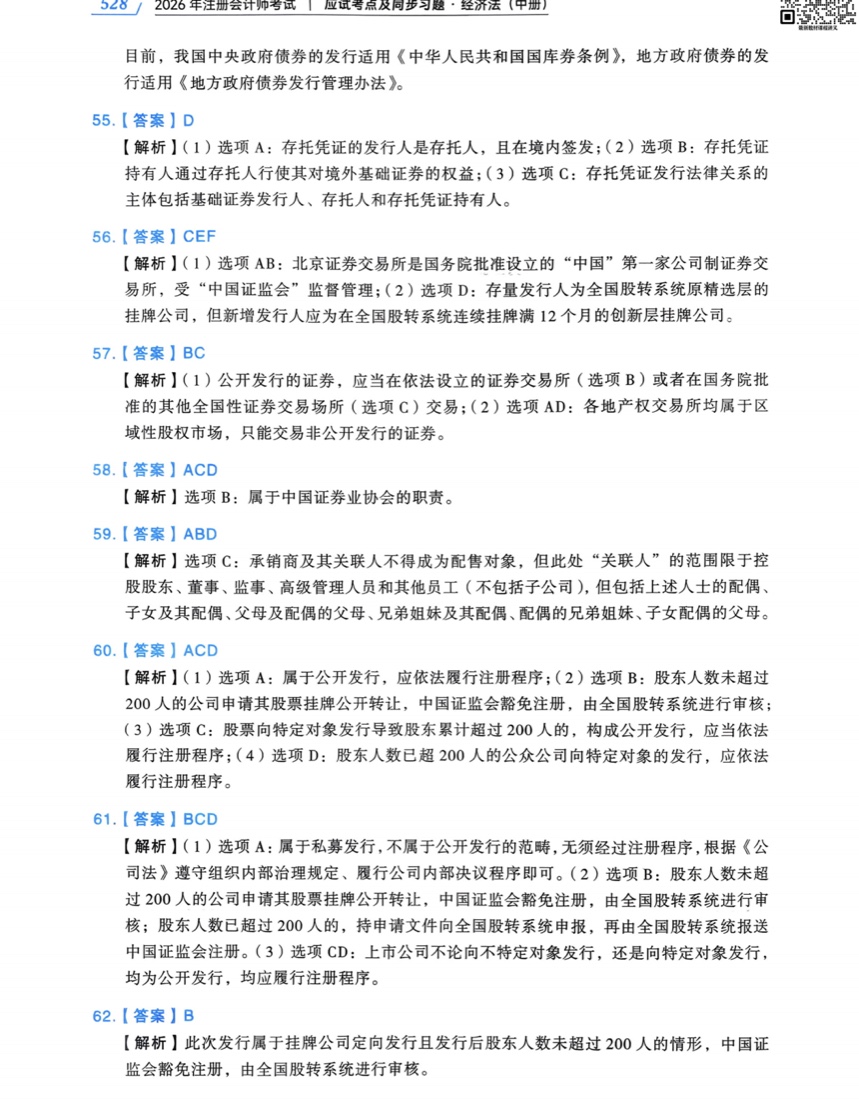 528 2026 年注册会计师考试 | 应试考点及同步习题·经济法（中册）
目前，我国中央政府债券的发行适用《中华人民共和国国库券条例》，地方政府债券的发
行适用《地方政府债券发行管理办法》。
55.【答案】D
【解析】（1）选项 A：存托凭证的发行人是存托人，且在境内签发；（2）选项 B：存托凭证
持有人通过存托人行使其对境外基础证券的权益；（3）选项 C：存托凭证发行法律关系的
主体包括基础证券发行人、存托人和存托凭证持有人。
56.【答案】CEF
【解析】（1）选项 AB：北京证券交易所是国务院批准设立的“中国”第一家公司制证券交
易所，受“中国证监会”监督管理；（2）选项 D：存量发行人为全国股转系统原精选层的
挂牌公司，但新增发行人应为在全国股转系统连续挂牌满 12 个月的创新层挂牌公司。
57.【答案】BC
【解析】（1）公开发行的证券，应当在依法设立的证券交易所（选项 B）或者在国务院批
准的其他全国性证券交易场所（选项 C）交易；（2）选项 AD：各地产权交易所均属于区
域性股权市场，只能交易非公开发行的证券。
58.【答案】ACD
【解析】选项 B：属于中国证券业协会的职责。
59.【答案】ABD
【解析】选项 C：承销商及其关联人不得成为配售对象，但此处“关联人”的范围限于控
股股东、董事、监事、高级管理人员和其他员工（不包括子公司），但包括上述人士的配偶、
子女及其配偶、父母及配偶的父母、兄弟姐妹及其配偶、配偶的兄弟姐妹、子女配偶的父母。
60.【答案】ACD
【解析】（1）选项 A：属于公开发行，应依法履行注册程序；（2）选项 B：股东人数未超过
200 人的公司申请其股票挂牌公开转让，中国证监会豁免注册，由全国股转系统进行审核；
（3）选项 C：股票向特定对象发行导致股东累计超过 200 人的，构成公开发行，应当依法
履行注册程序；（4）选项 D：股东人数已超 200 人的公众公司向特定对象的发行，应依法
履行注册程序。
61.【答案】BCD
【解析】（1）选项 A：属于私募发行，不属于公开发行的范畴，无须经过注册程序，根据《公
司法》遵守组织内部治理规定、履行公司内部决议程序即可。（2）选项 B：股东人数未超
过 200 人的公司申请其股票挂牌公开转让，中国证监会豁免注册，由全国股转系统进行审
核；股东人数已超过 200 人的，持申请文件向全国股转系统申报，再由全国股转系统报送
中国证监会注册。（3）选项 CD：上市公司不论向不特定对象发行，还是向特定对象发行，
均为公开发行，均应履行注册程序。
62.【答案】B
【解析】此次发行属于挂牌公司定向发行且发行后股东人数未超过 200 人的情形，中国证
监会豁免注册，由全国股转系统进行审核。